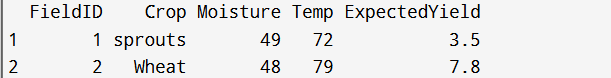 FieldID Crop Moisture Temp ExpectedYield
1 1 sprouts 49 72 3.5
2 2 Wheat 48 79 7.8